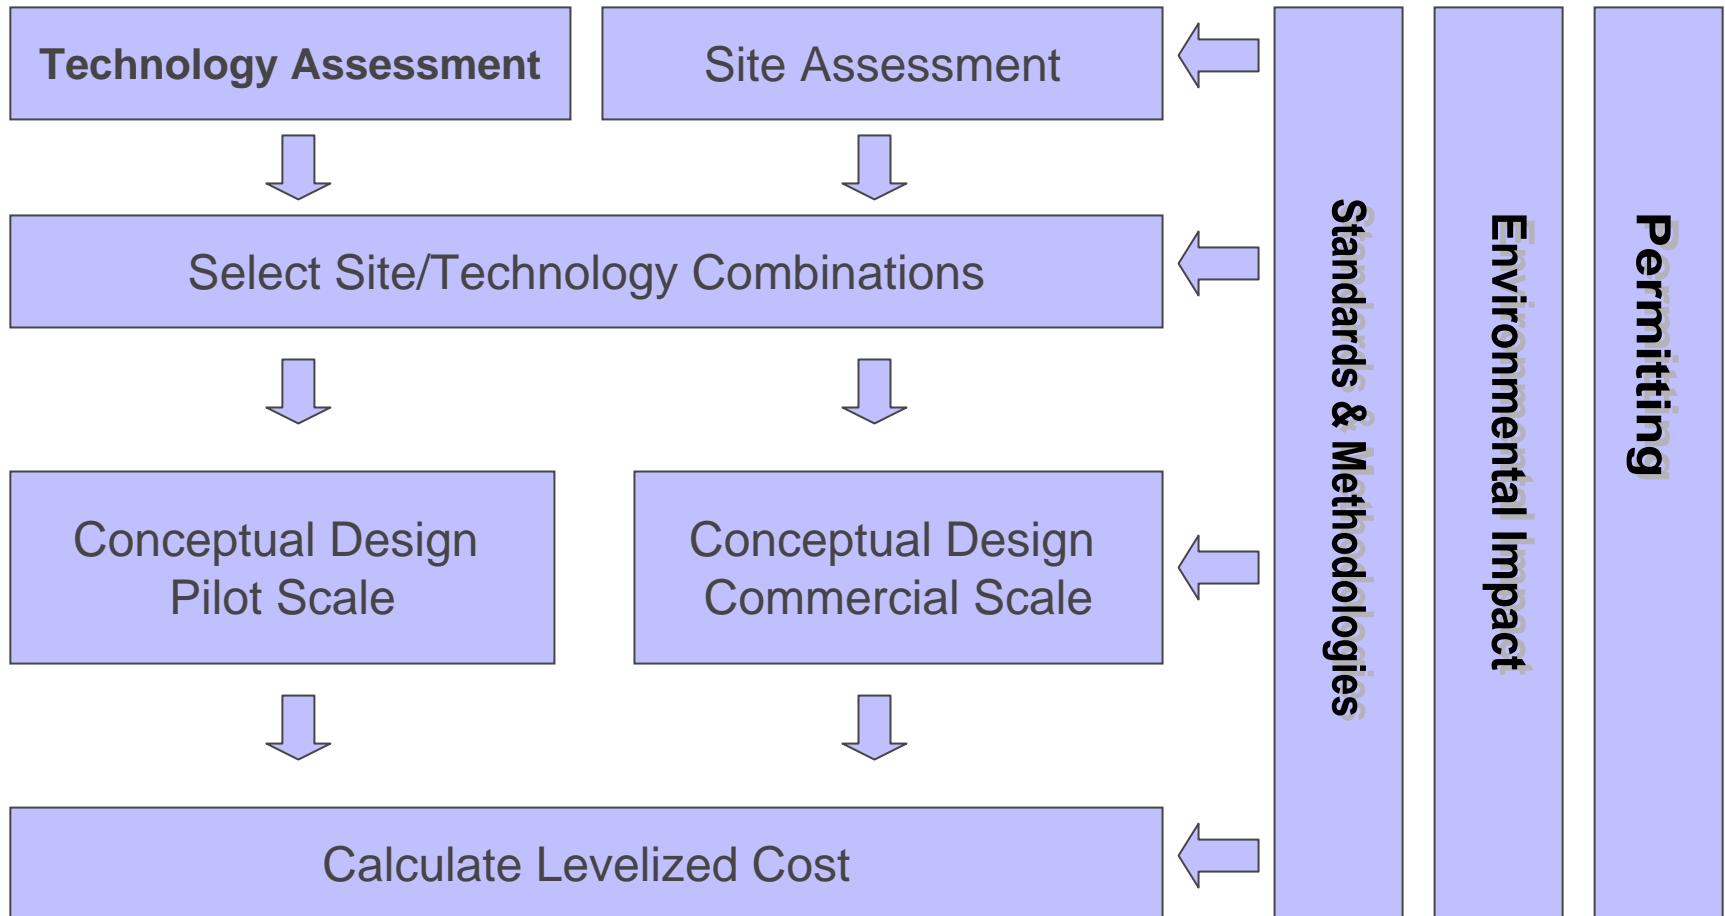 Technology Assessment
Site Assessment
Select Site/Technology Combinations
Conceptual Design
Pilot Scale
Conceptual Design
Commercial Scale
Calculate Levelized Cost
Standards & Methodologies
Environmental Impact
Permitting